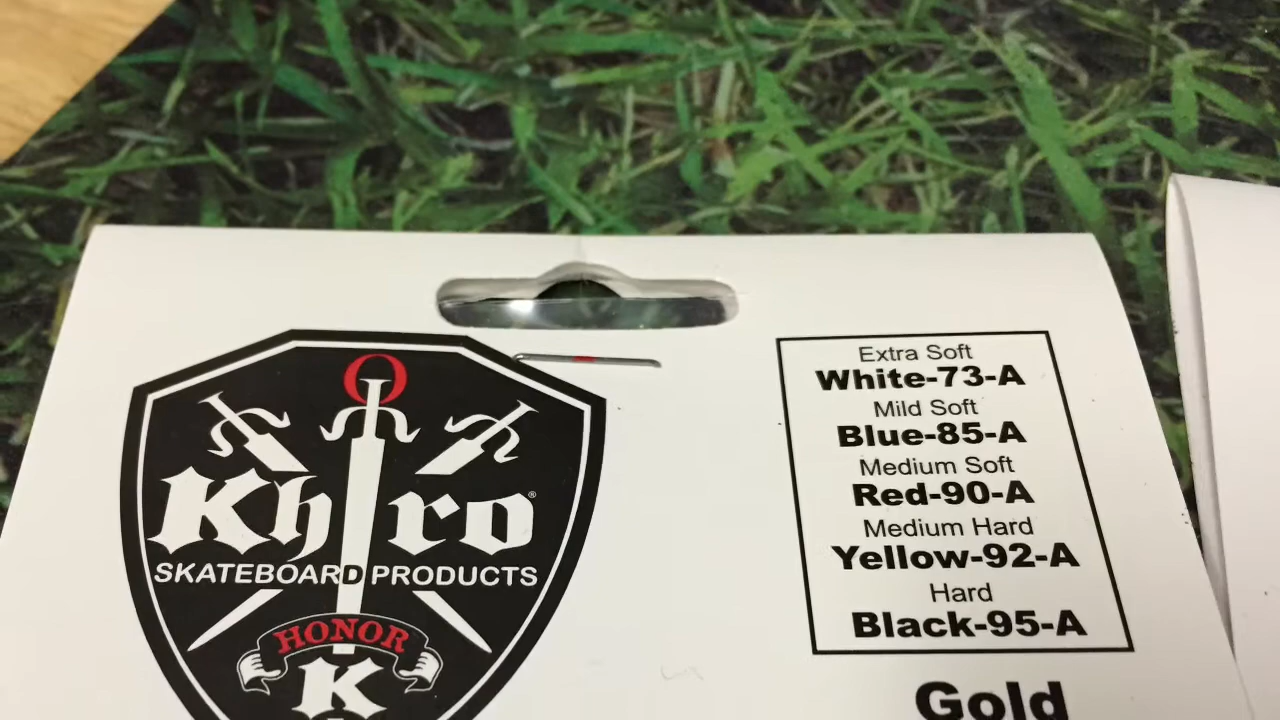 Khiro®
SKATEBOARD PRODUCTS
HONOR
K
Extra Soft
White-73-A
Mild Soft
Blue-85-A
Medium Soft
Red-90-A
Medium Hard
Yellow-92-A
Hard
Black-95-A
Gold